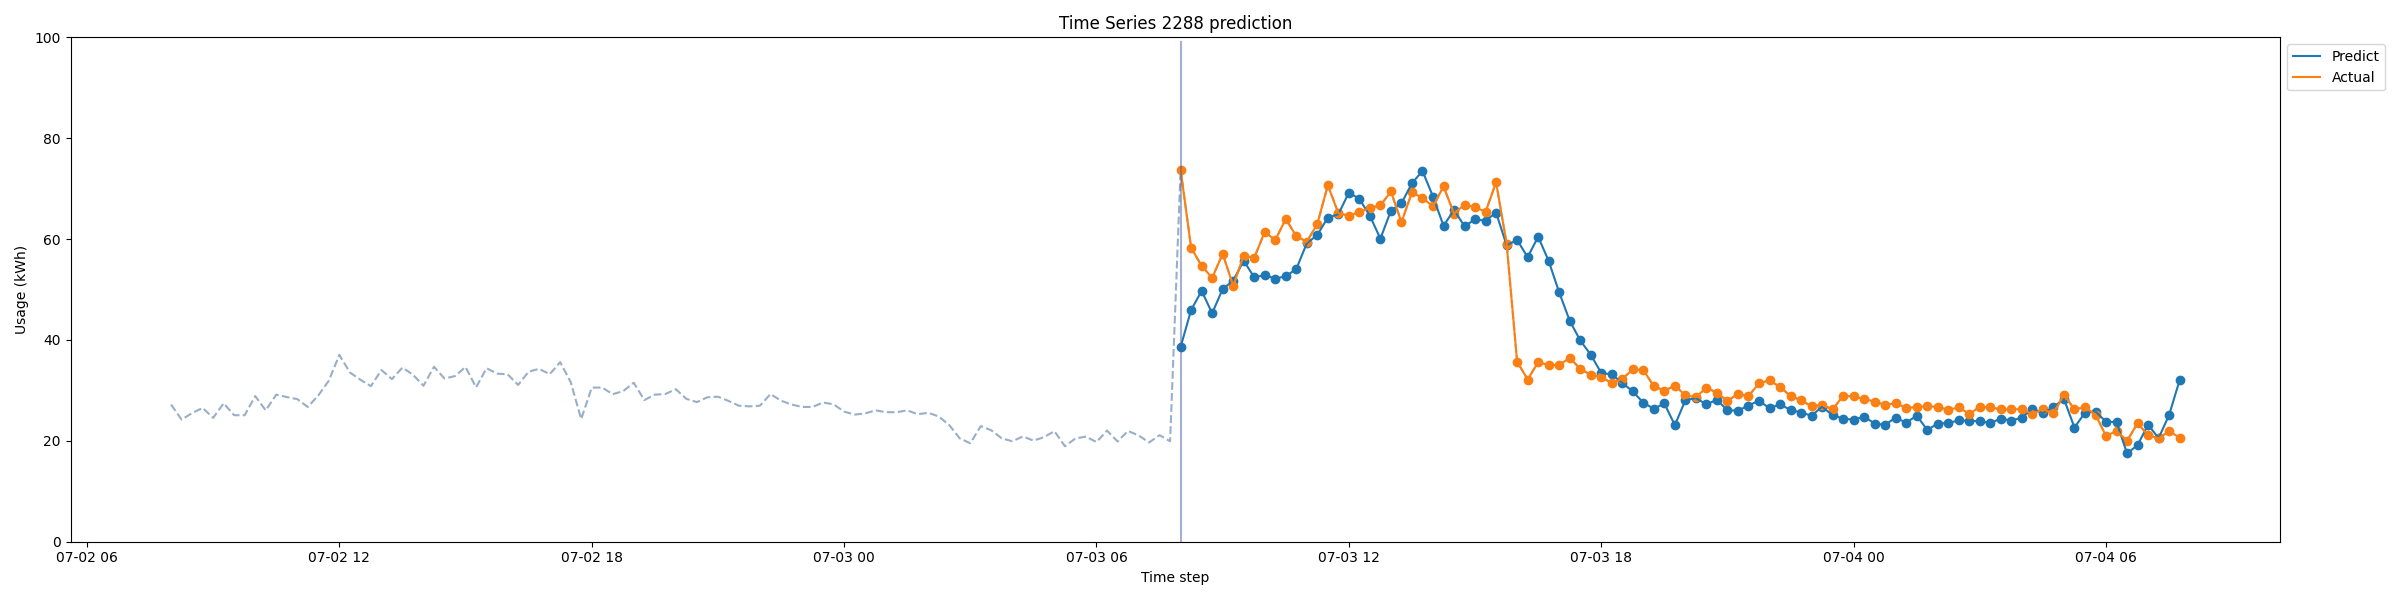 Time Series 2288 prediction
100
80
60
40
20
0
Usage (kWh)
07-02 06 07-02 12 07-02 18 07-03 00 07-03 06 07-03 12 07-03 18 07-04 00 07-04 06
Time step
Predict
Actual